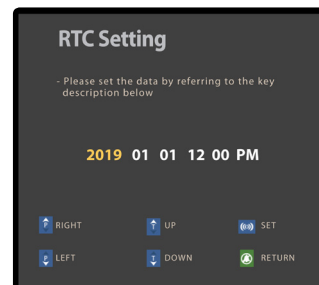 RTC Setting
- Please set the data by referring to the key
description below
2019 01 01 12 00 PM
P RIGHT
UP
SET
P LEFT
T DOWN
RETURN